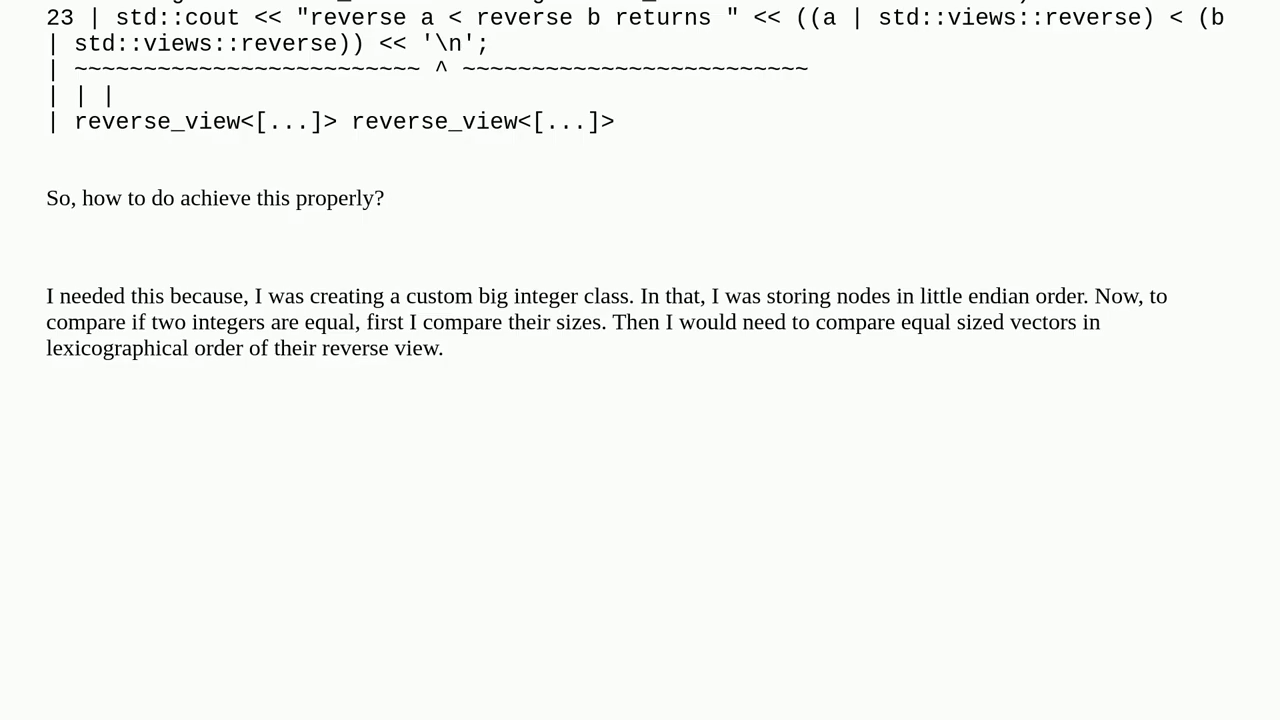 23 | std::cout << "reverse a < reverse b returns " << ((a | std::views::reverse) < (b
| std::views::reverse)) << '\n';
| ~~~~~~~~~~~~~~~~~~~~~~~~~ ^ ~~~~~~~~~~~~~~~~~~~~~~~~~
| | |
| reverse_view<[...]> reverse_view<[...]>
So, how to do achieve this properly?
I needed this because, I was creating a custom big integer class. In that, I was storing nodes in little endian order. Now, to
compare if two integers are equal, first I compare their sizes. Then I would need to compare equal sized vectors in
lexicographical order of their reverse view.